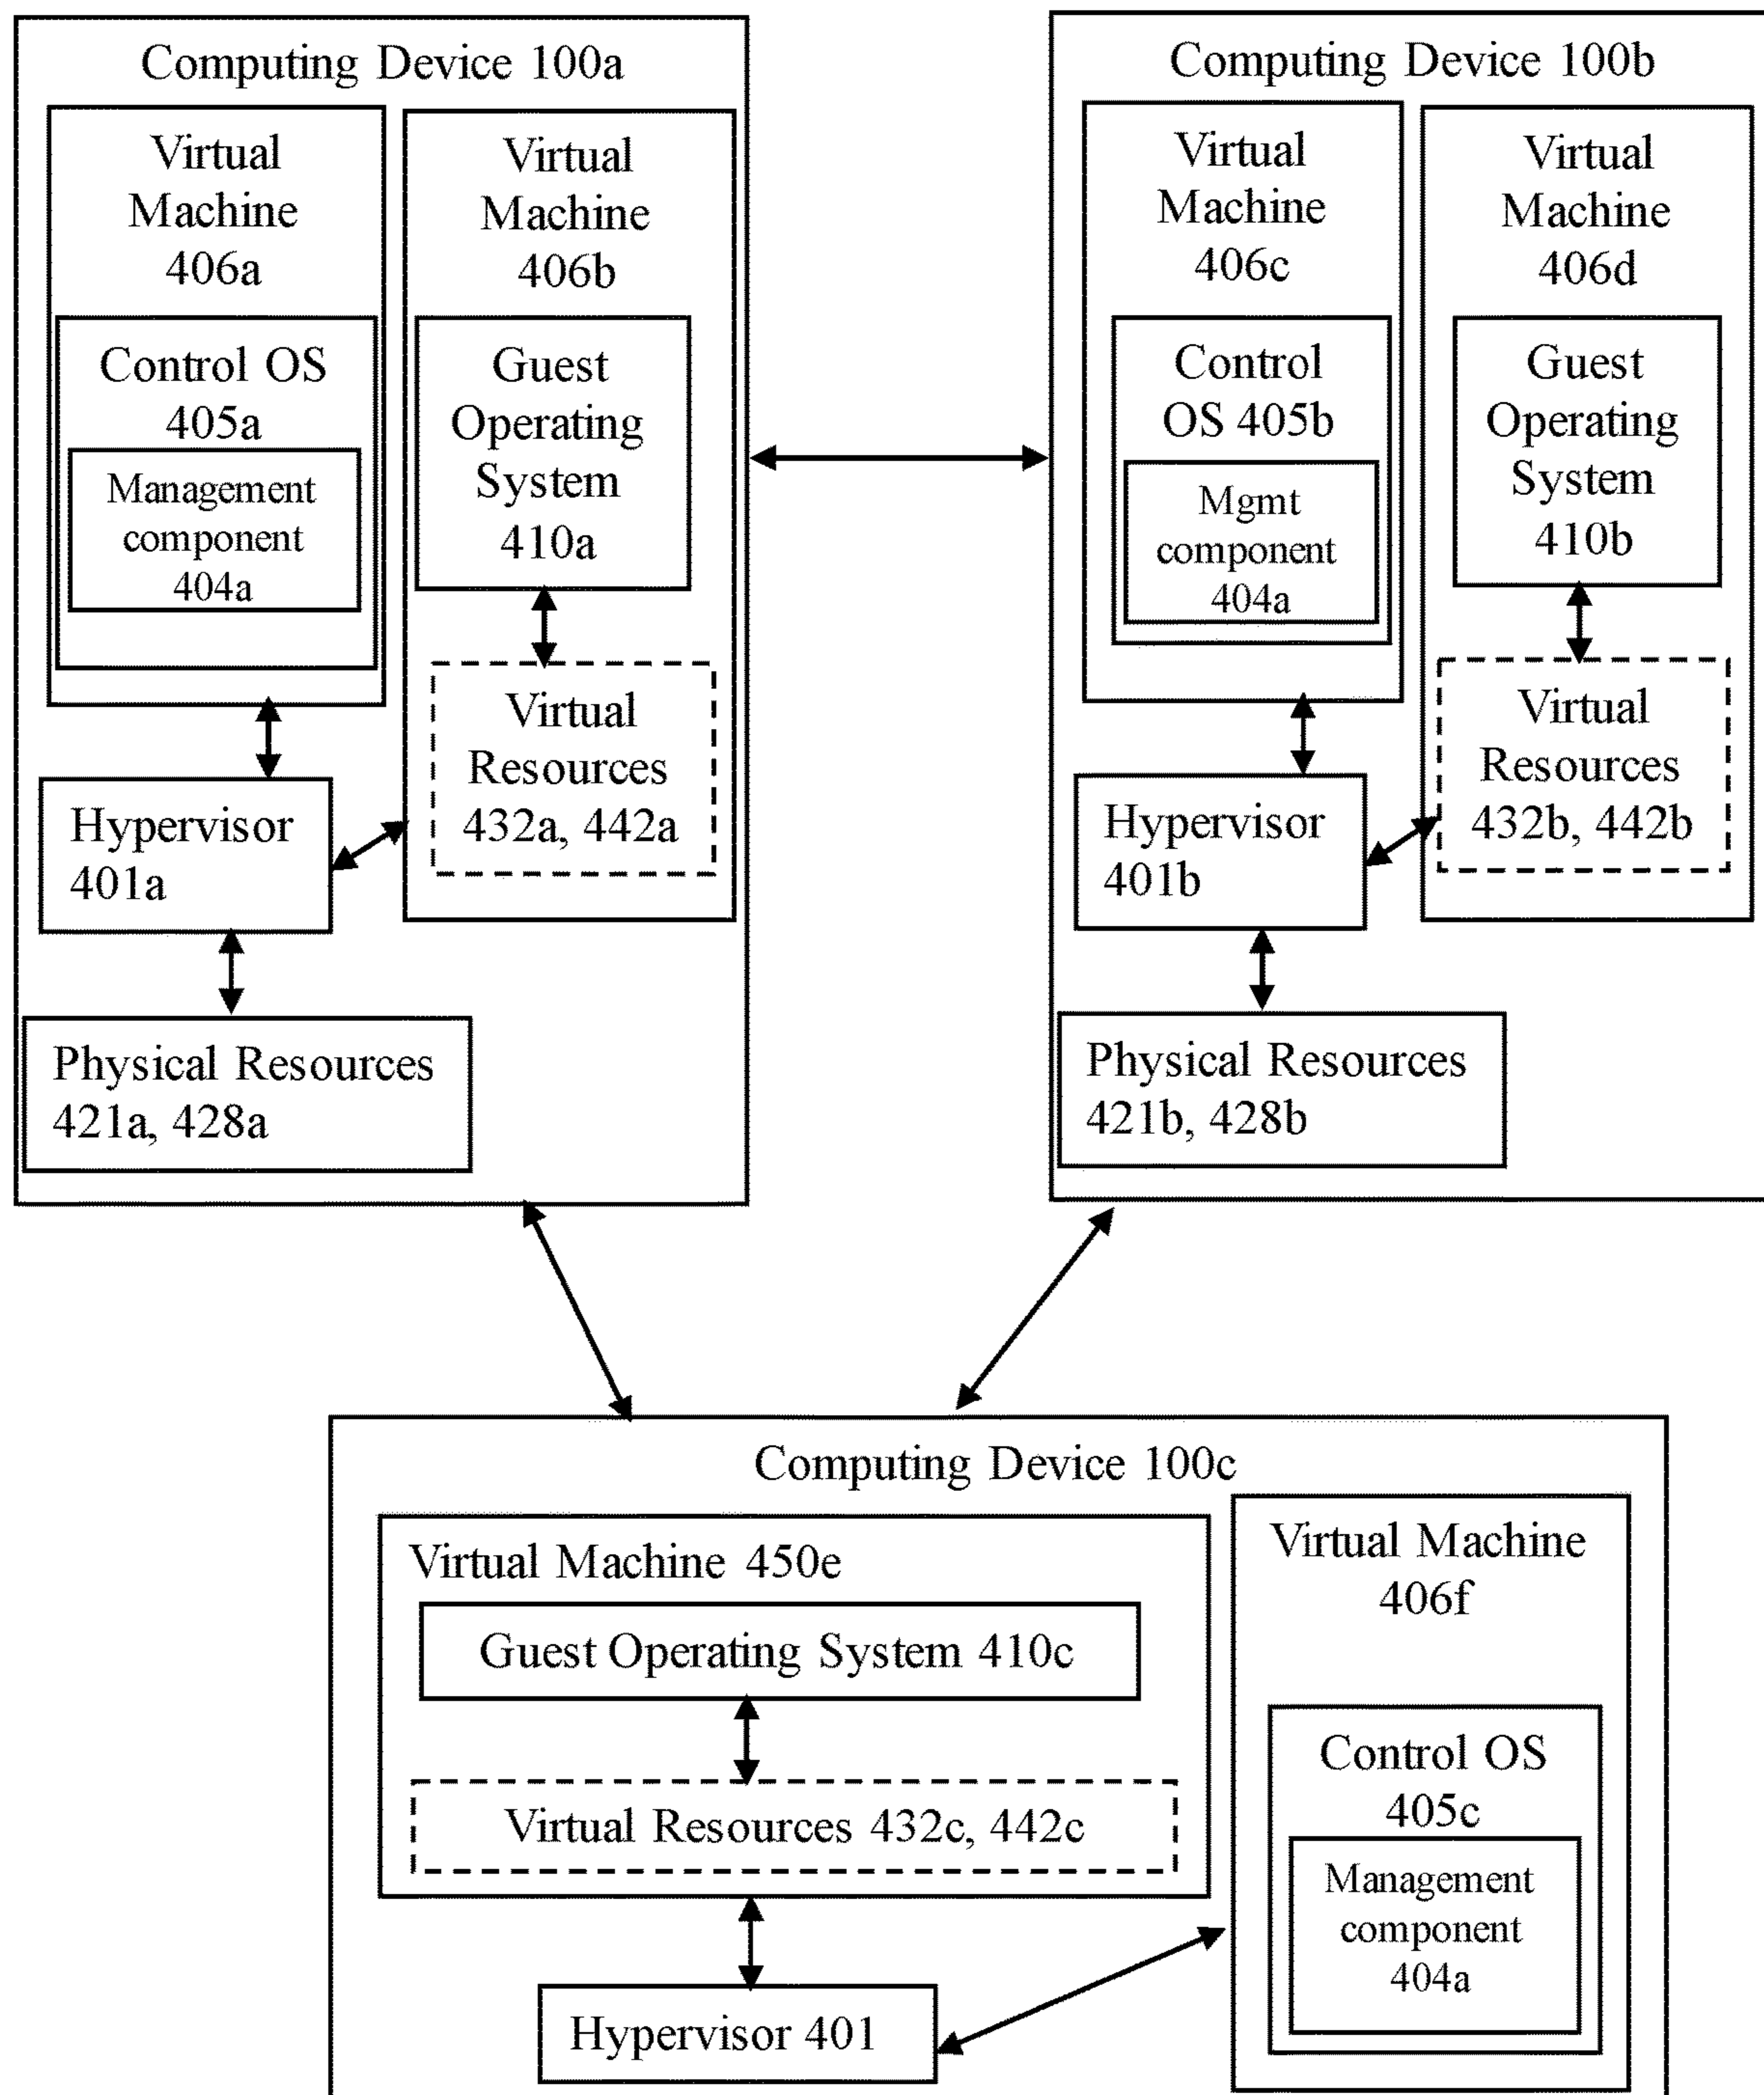 Computing Device 100a
Virtual
Machine
406a
Control OS
405a
Management
component
404a
Virtual
Machine
406b
Guest
Operating
System
410a
Virtual
Resources
432a, 442a
Hypervisor
401a
Physical Resources
421a, 428a
Computing Device 100b
Virtual
Machine
406c
Control
OS 405b
Mgmt
component
404a
Virtual
Machine
406d
Guest
Operating
System
410b
Virtual
Resources
432b, 442b
Hypervisor
401b
Physical Resources
421b, 428b
Computing Device 100c
Virtual Machine 450e
Guest Operating System 410c
Virtual Resources 432c, 442c
Hypervisor 401
Virtual Machine
406f
Control OS
405c
Management
component
404a